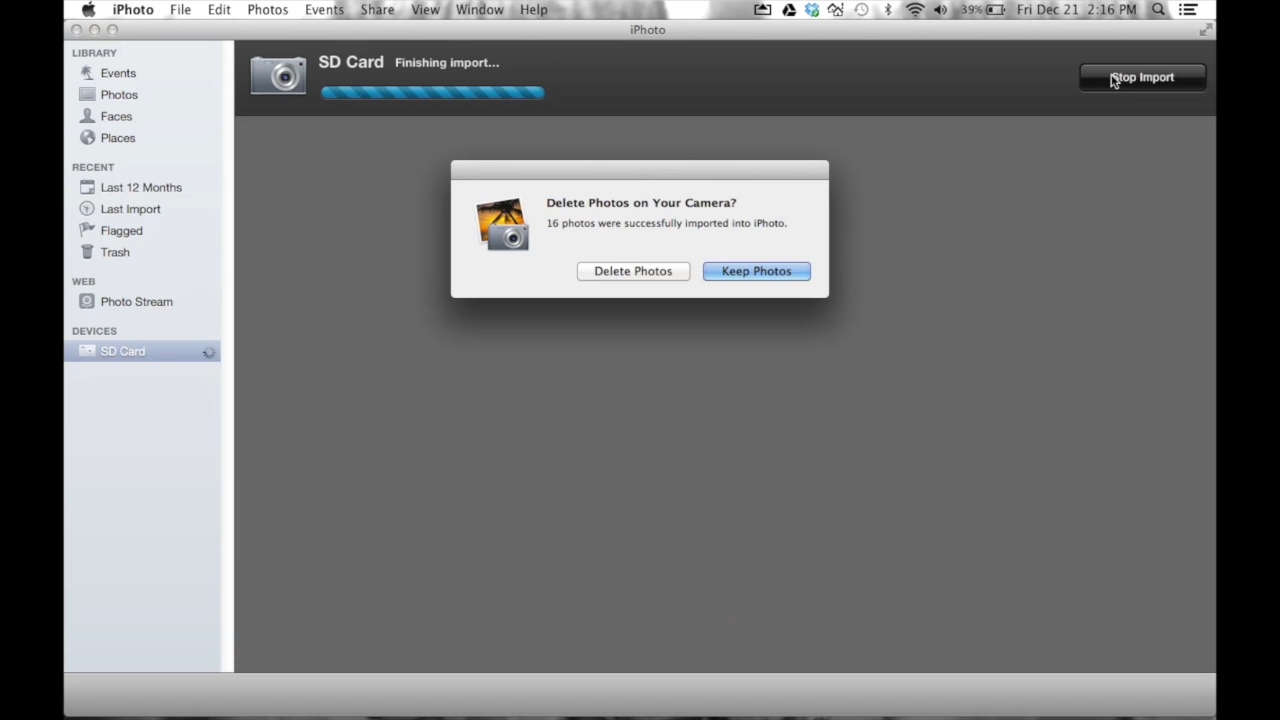 iPhoto File Edit Photos Events Share View Window Help 39% Fri Dec 21 2:16 PM
iPhoto
LIBRARY
Events
Photos
Faces
Places
RECENT
Last 12 Months
Last Import
Flagged
Trash
WEB
Photo Stream
DEVICES
SD Card
SD Card Finishing import...
Stop Import
Delete Photos on Your Camera?
16 photos were successfully imported into iPhoto.
Delete Photos Keep Photos